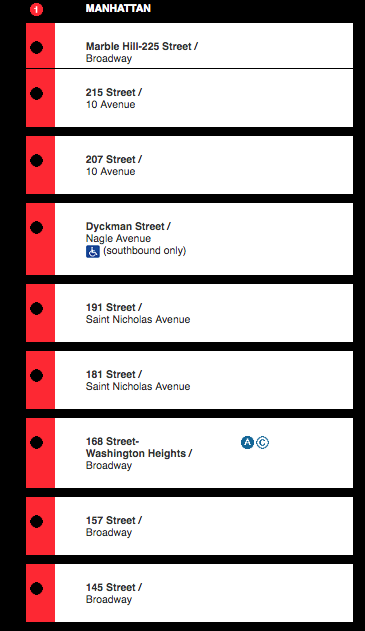 1 MANHATTAN
Marble Hill-225 Street /
Broadway
215 Street /
10 Avenue
207 Street /
10 Avenue
Dyckman Street /
Nagle Avenue
(southbound only)
191 Street /
Saint Nicholas Avenue
181 Street /
Saint Nicholas Avenue
168 Street- A C
Washington Heights /
Broadway
157 Street /
Broadway
145 Street /
Broadway